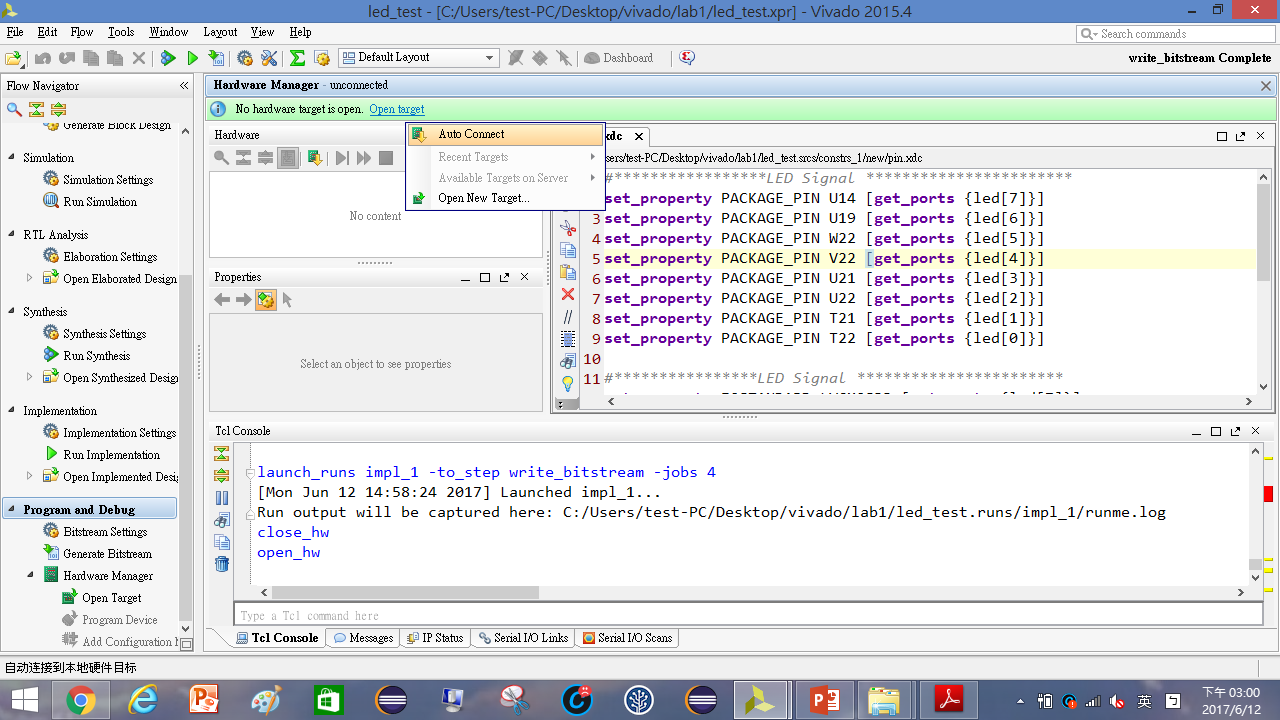 led_test - [C:/Users/test-PC/Desktop/vivado/lab1/led_test.xpr] - Vivado 2015.4
File Edit Flow Tools Window Layout View Help
Search commands
Default Layout
Dashboard
write_bitstream Complete
Flow Navigator
Generate Block Design
Simulation
Simulation Settings
Run Simulation
RTL Analysis
Elaboration Settings
Open Elaborated Design
Synthesis
Synthesis Settings
Run Synthesis
Open Synthesized Desig
Implementation
Implementation Settings
Run Implementation
Open Implemented Desig
Program and Debug
Bitstream Settings
Generate Bitstream
Hardware Manager
Open Target
Program Device
Add Configuration M
Hardware Manager - unconnected
No hardware target is open. Open target
Hardware
No content
Auto Connect
Recent Targets
Available Targets on Server
Open New Target...
Properties
Select an object to see properties
xdc
sers/test-PC/Desktop/vivado/lab1/led_test.srcs/constrs_1/new/pin.xdc
#*****************LED Signal ***********************
set_property PACKAGE_PIN U14 [get_ports {led[7]}]
3 set_property PACKAGE_PIN U19 [get_ports {led[6]}]
4 set_property PACKAGE_PIN W22 [get_ports {led[5]}]
5 set_property PACKAGE_PIN V22 [get_ports {led[4]}]
6 set_property PACKAGE_PIN U21 [get_ports {led[3]}]
7 set_property PACKAGE_PIN U22 [get_ports {led[2]}]
8 set_property PACKAGE_PIN T21 [get_ports {led[1]}]
9 set_property PACKAGE_PIN T22 [get_ports {led[0]}]
10
11 #****************LED Signal ***********************
Tcl Console
launch_runs impl_1 -to_step write_bitstream -jobs 4
[Mon Jun 12 14:58:24 2017] Launched impl_1...
Run output will be captured here: C:/Users/test-PC/Desktop/vivado/lab1/led_test.runs/impl_1/runme.log
close_hw
open_hw
Type a Tcl command here
Tcl Console Messages IP Status Serial I/O Links Serial I/O Scans
自动连接到本地硬件目标
英
下午 03:00
2017/6/12